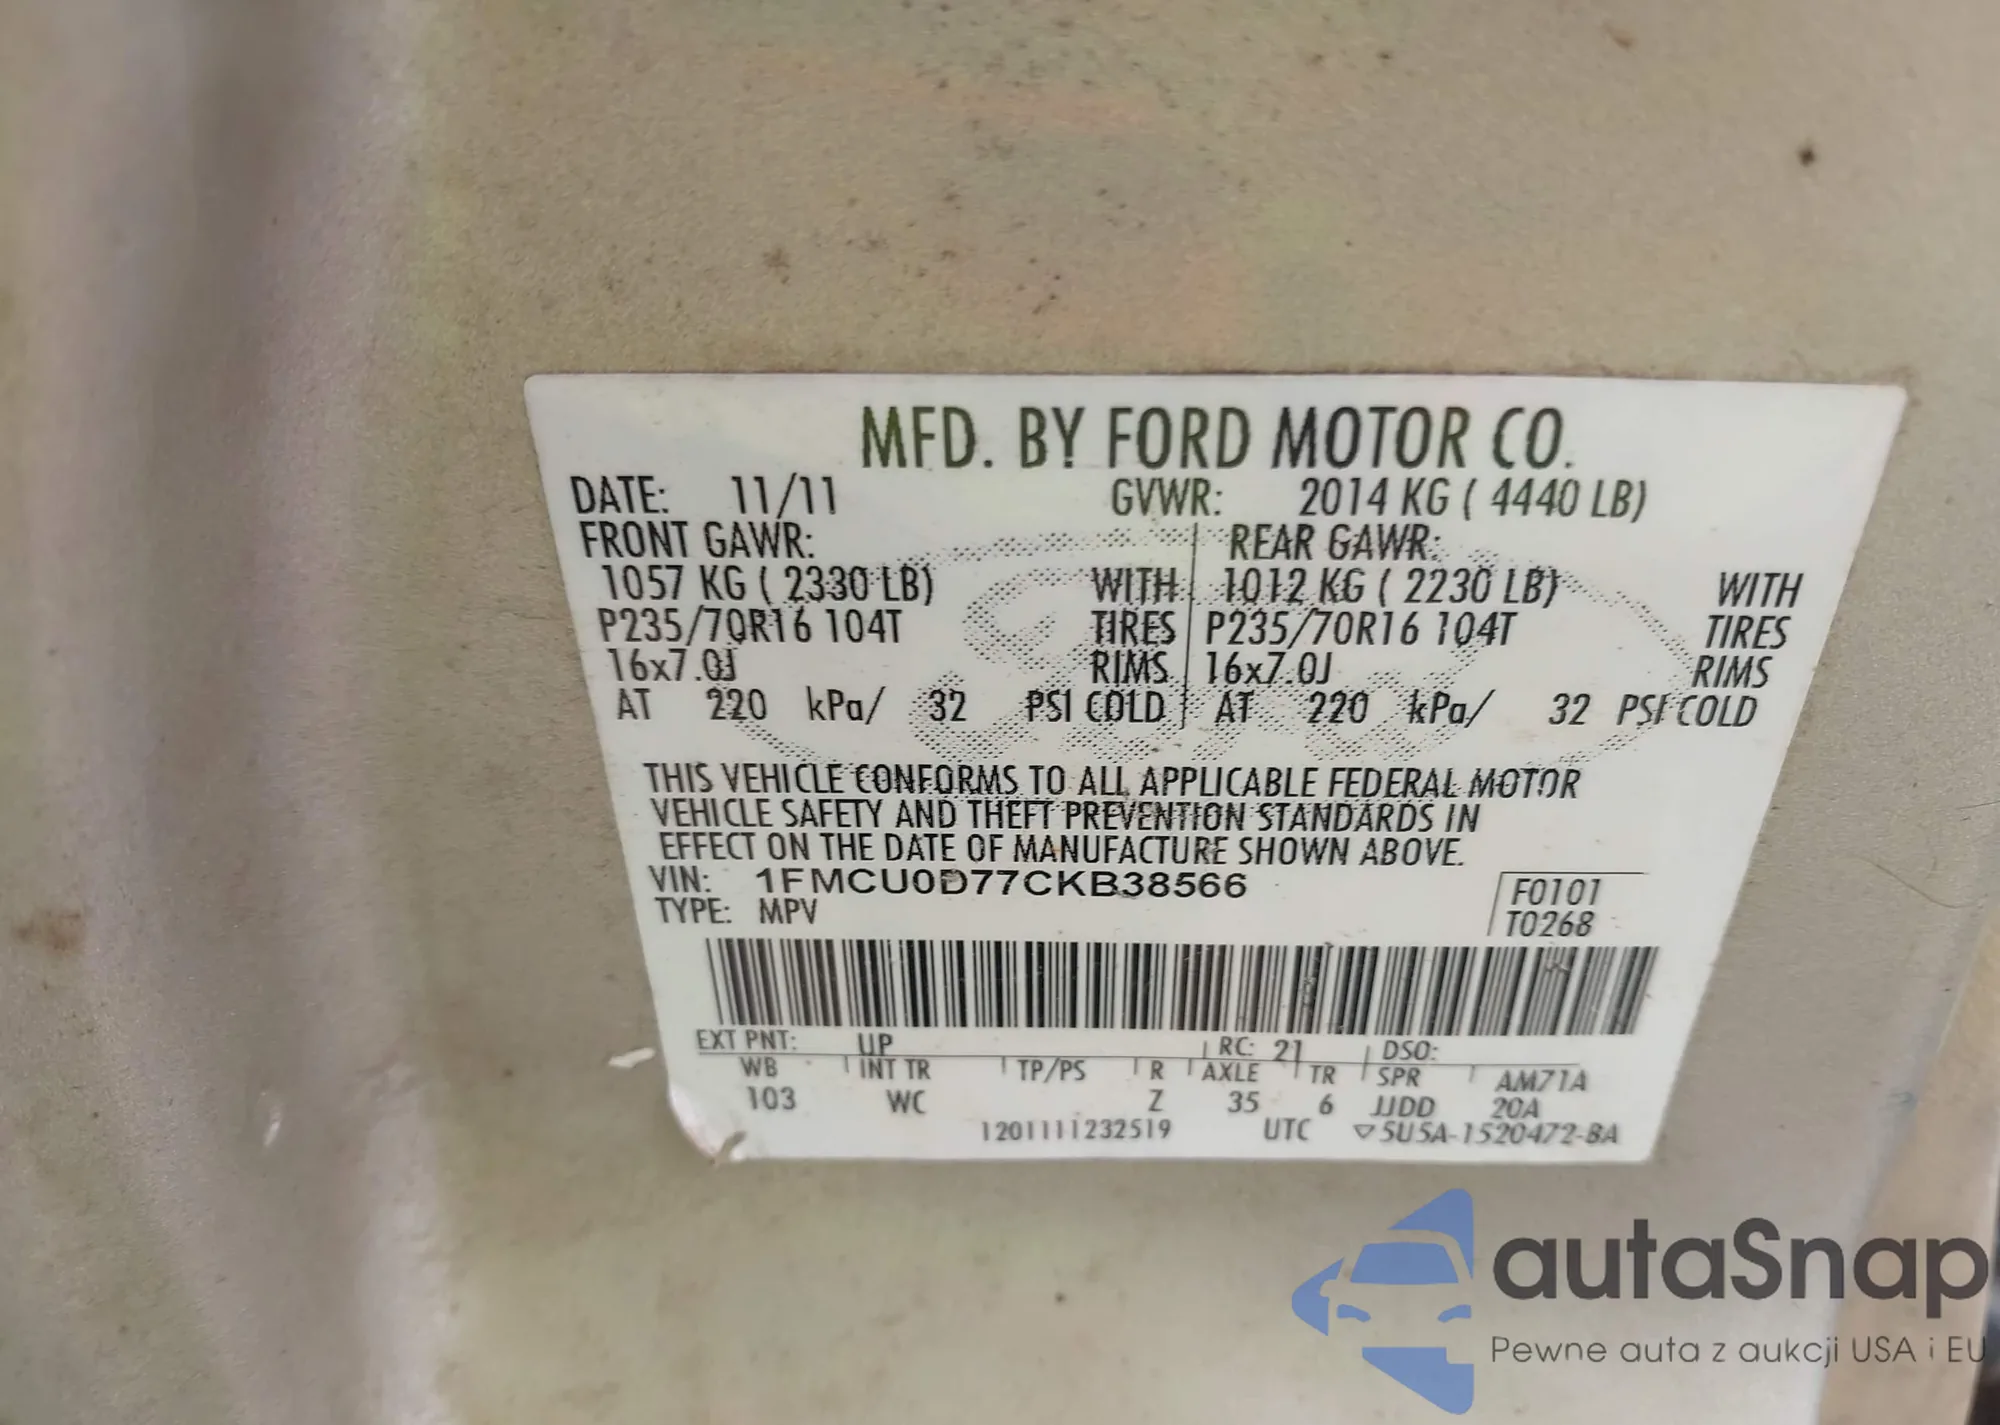 MFD. BY FORD MOTOR CO.
DATE: 11/11 GVWR: 2014 KG ( 4440 LB)
FRONT GAWR: REAR GAWR:
1057 KG ( 2330 LB) WITH 1012 KG ( 2230 LB) WITH
P235/70R16 104T TIRES P235/70R16 104T TIRES
16x7.0J RIMS 16x7.0J RIMS
AT 220 kPa/ 32 PSI COLD AT 220 kPa/ 32 PSI COLD
THIS VEHICLE CONFORMS TO ALL APPLICABLE FEDERAL MOTOR
VEHICLE SAFETY AND THEFT PREVENTION STANDARDS IN
EFFECT ON THE DATE OF MANUFACTURE SHOWN ABOVE.
VIN: 1FMCU0D77CKB38566 F0101
TYPE: MPV T0268
EXT PNT: UP RC: 21 DSO:
WB INT TR TP/PS R AXLE TR SPR AM71A
103 WC Z 35 6 JJDD 20A
1201111232519 UTC ▽5U5A-1520472-BA
autaSnap
Pewne auta z aukcji USA i EU